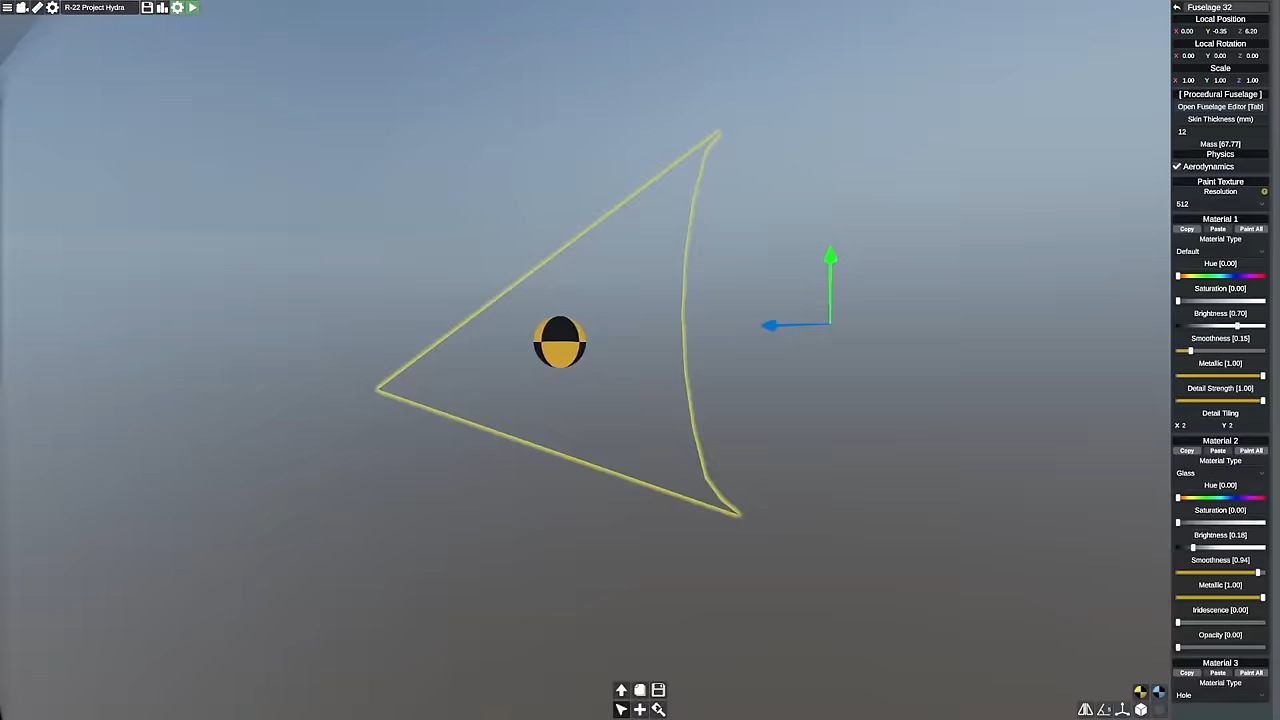 R-22 Project Hydra
Fuselage 32
Local Position
X 0.00 Y -0.35 Z 6.20
Local Rotation
X 0.00 Y 0.00 Z 0.00
Scale
X 1.00 Y 1.00 Z 1.00
[ Procedural Fuselage ]
Open Fuselage Editor [Tab]
Skin Thickness (mm)
12
Mass [67.77]
Physics
Aerodynamics
Paint Texture
Resolution
512
Material 1
Copy Paste Paint All
Material Type
Default
Hue [0.00]
Saturation [0.00]
Brightness [0.70]
Smoothness [0.15]
Metallic [1.00]
Detail Strength [1.00]
Detail Tiling
X 2 Y 2
Material 2
Copy Paste Paint All
Material Type
Glass
Hue [0.00]
Saturation [0.00]
Brightness [0.18]
Smoothness [0.94]
Metallic [1.00]
Iridescence [0.00]
Opacity [0.00]
Material 3
Copy Paste Paint All
Material Type
Hole